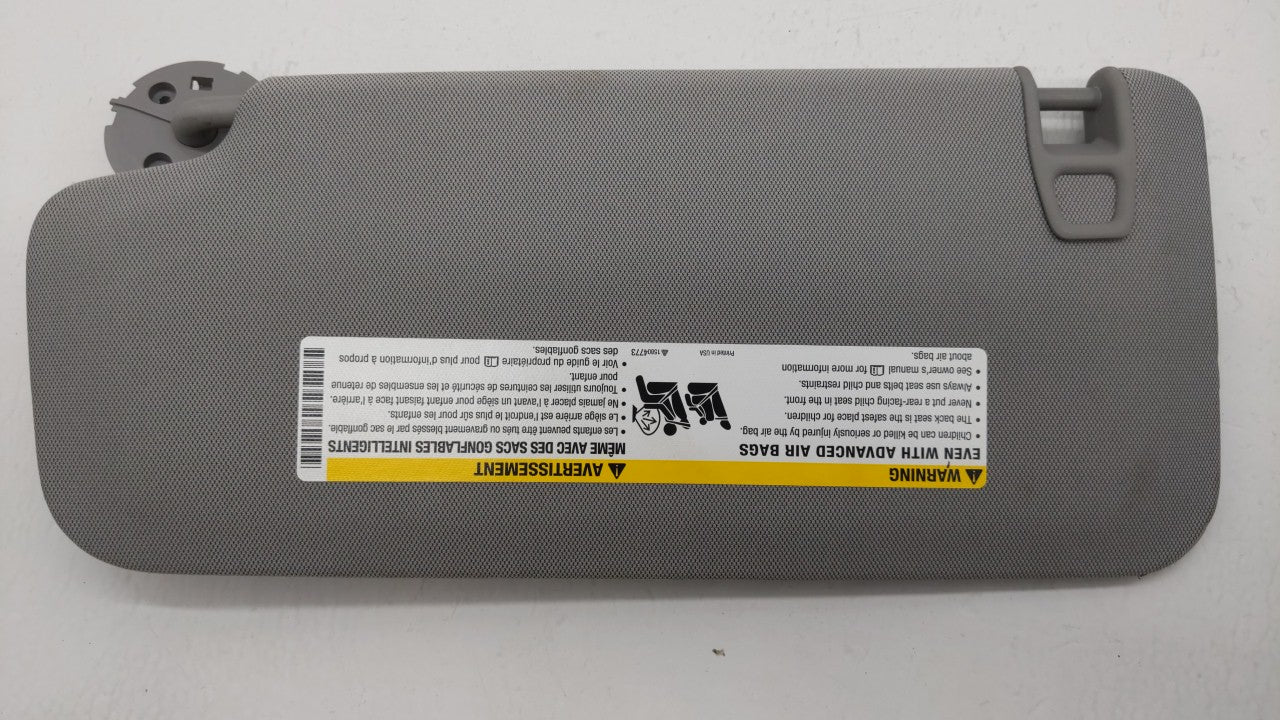 WARNING
EVEN WITH ADVANCED AIR BAGS
• Children can be killed or seriously injured by the air bag.
• The back seat is the safest place for children.
• Never put a rear-facing child seat in the front.
• Always use seat belts and child restraints.
• See owner's manual for more information
about air bags.
Printed in USA
15804773
AVERTISSEMENT
MÊME AVEC DES SACS GONFLABLES INTELLIGENTS
• Les enfants peuvent être tués ou gravement blessés par le sac gonflable.
• Le siège arrière est l'endroit le plus sûr pour les enfants.
• Ne jamais placer à l'avant un siège pour enfant faisant face à l'arrière.
• Toujours utiliser les ceintures de sécurité et les ensembles de retenue
pour enfant.
• Voir le guide du propriétaire pour plus d'information à propos
des sacs gonflables.